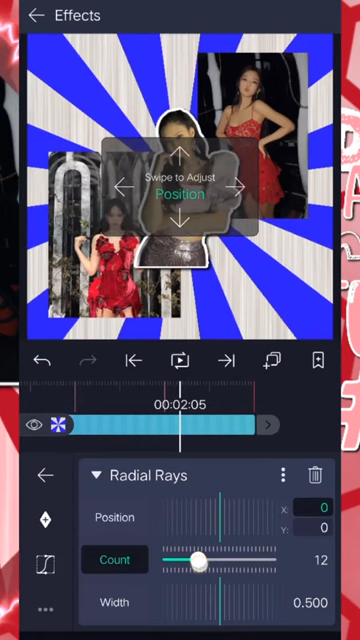 Effects
Swipe to Adjust
Position
00:02:05
Radial Rays
Position
X: 0
Y: 0
Count
12
Width
0.500